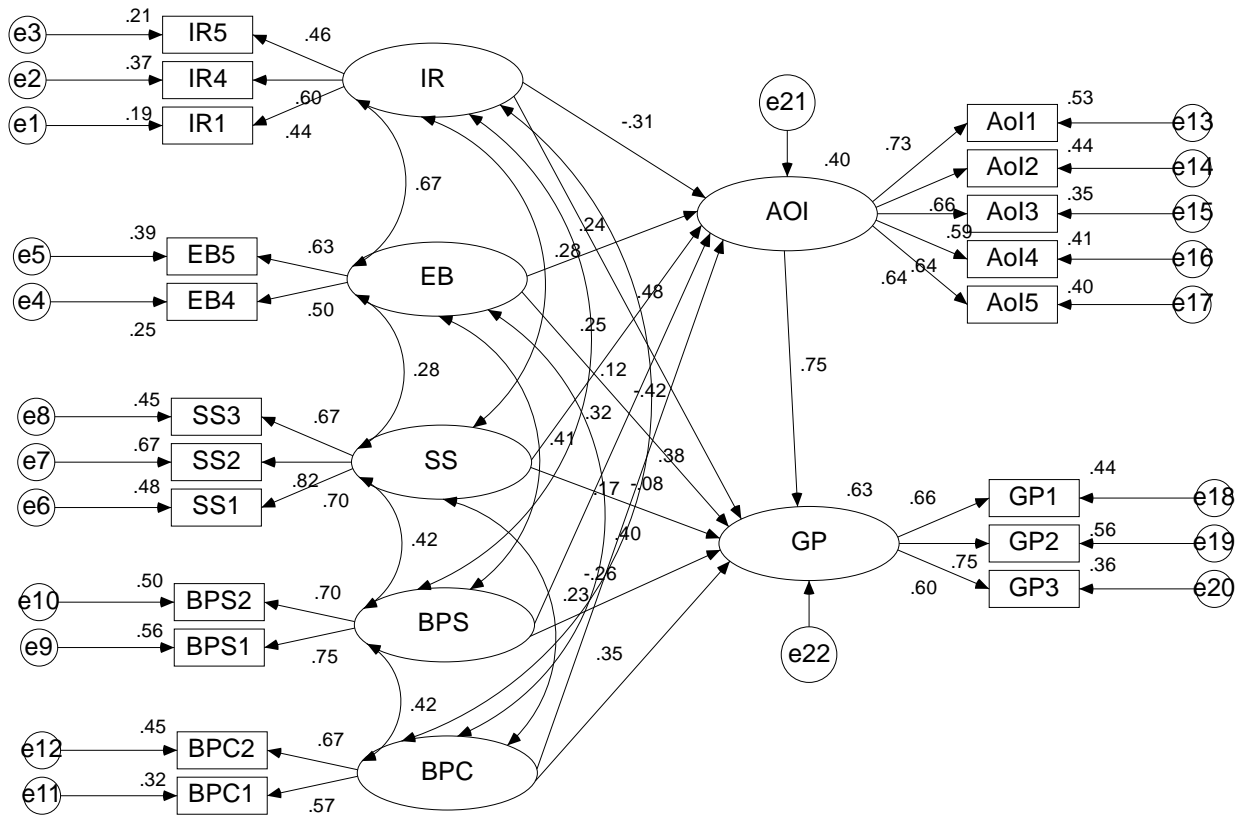 e3 .21 IR5 .46
e2 .37 IR4 .60
e1 .19 IR1 .44
IR
-.31
e21
.40
AOI
.73 AoI1 .53 e13
AoI2 .44 e14
.66 AoI3 .35 e15
.59 AoI4 .41 e16
.64 .64 AoI5 .40 e17
.67
.24
.28
e5 .39 EB5 .63
e4 .25 EB4 .50
EB
.48
.25
.12
-.42
.75
.28
.32
.41
.38
e8 .45 SS3 .67
e7 .67 SS2 .82
e6 .48 SS1 .70
SS
.17
-.08
.63
GP
.66 GP1 .44 e18
GP2 .56 e19
.75 GP3 .36 e20
.60
.42
.40
-.26
.23
e10 .50 BPS2 .70
e9 .56 BPS1 .75
BPS
.35
e22
.42
e12 .45 BPC2 .67
e11 .32 BPC1 .57
BPC